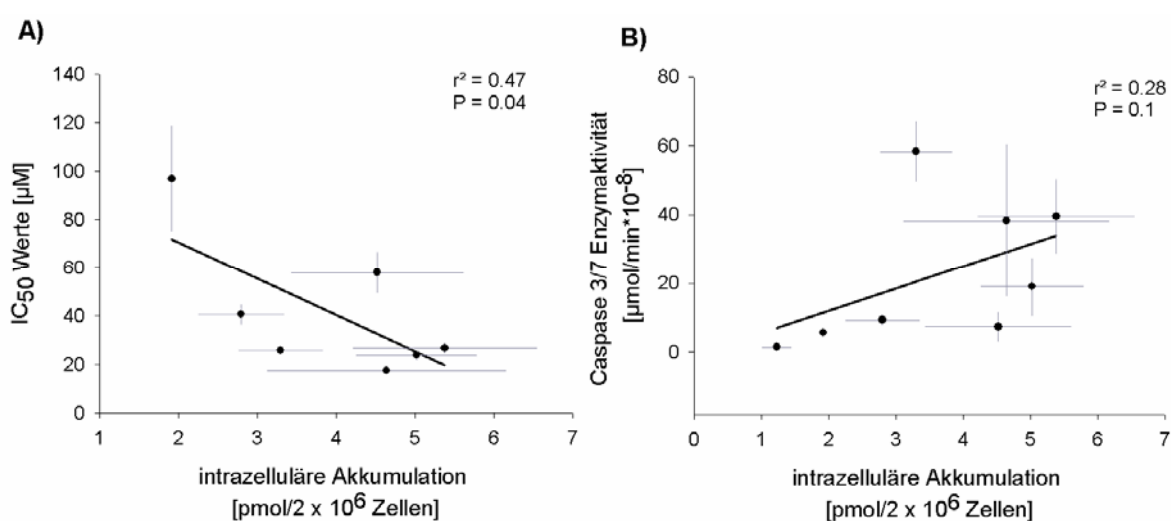 A)
r² = 0.47
P = 0.04
IC50 Werte [µM]
140
120
100
80
60
40
20
0
1 2 3 4 5 6 7
intrazelluläre Akkumulation
[pmol/2 x 10⁶ Zellen]
B)
r² = 0.28
P = 0.1
Caspase 3/7 Enzymaktivität
[µmol/min*10⁻⁸]
80
60
40
20
0
0 1 2 3 4 5 6 7
intrazelluläre Akkumulation
[pmol/2 x 10⁶ Zellen]